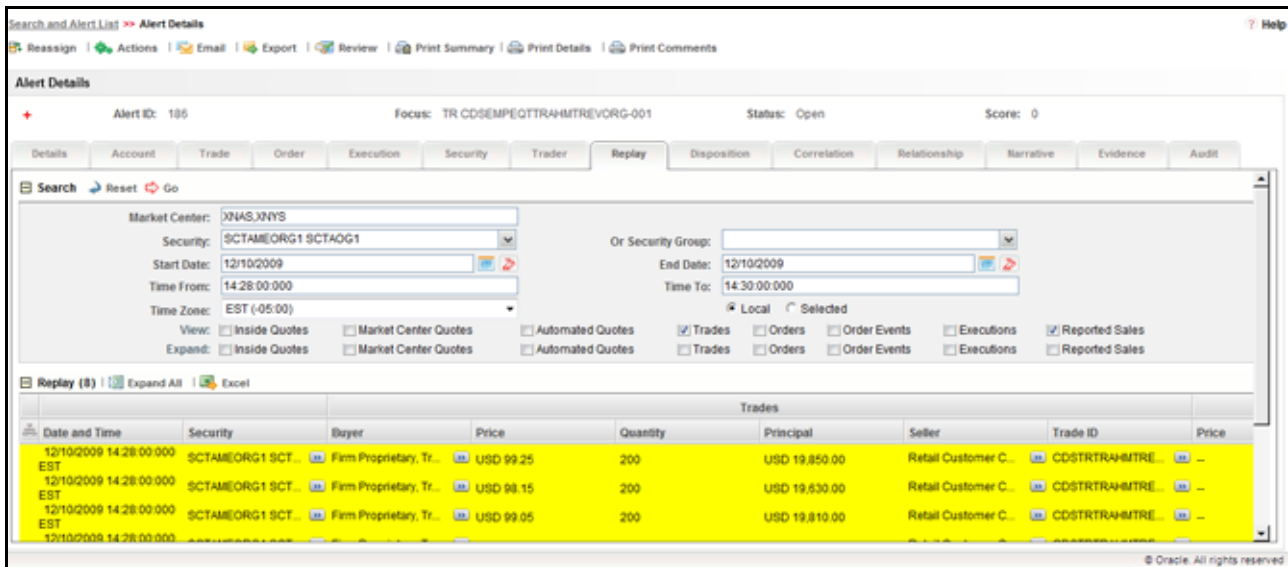 Search and Alert List >> Alert Details ? Help
Reassign | Actions | Email | Export | Review | Print Summary | Print Details | Print Comments
Alert Details
+ Alert ID: 186 Focus: TR CDSEMPEQTTRAHMTREVORG-001 Status: Open Score: 0
Details Account Trade Order Execution Security Trader Replay Disposition Correlation Relationship Narrative Evidence Audit
Search Reset Go
Market Center: XNAS,XNYS
Security: SCTAMEORG1 SCTAOG1 Or Security Group:
Start Date: 12/10/2009 End Date: 12/10/2009
Time From: 14:28:00:000 Time To: 14:30:00:000
Time Zone: EST (-05:00) Local Selected
View: Inside Quotes Market Center Quotes Automated Quotes Trades Orders Order Events Executions Reported Sales
Expand: Inside Quotes Market Center Quotes Automated Quotes Trades Orders Order Events Executions Reported Sales
Replay (8) | Expand All | Excel
Trades
Date and Time Security Buyer Price Quantity Principal Seller Trade ID Price
12/10/2009 14:28:00:000 EST SCTAMEORG1 SCT... Firm Proprietary, Tr... USD 99.25 200 USD 19,850.00 Retail Customer C... CDSTRTRAHMTRE... --
12/10/2009 14:28:00:000 EST SCTAMEORG1 SCT... Firm Proprietary, Tr... USD 98.15 200 USD 19,630.00 Retail Customer C... CDSTRTRAHMTRE... --
12/10/2009 14:28:00:000 EST SCTAMEORG1 SCT... Firm Proprietary, Tr... USD 99.05 200 USD 19,810.00 Retail Customer C... CDSTRTRAHMTRE... --
12/10/2009 14:28:00:000
© Oracle. All rights reserved